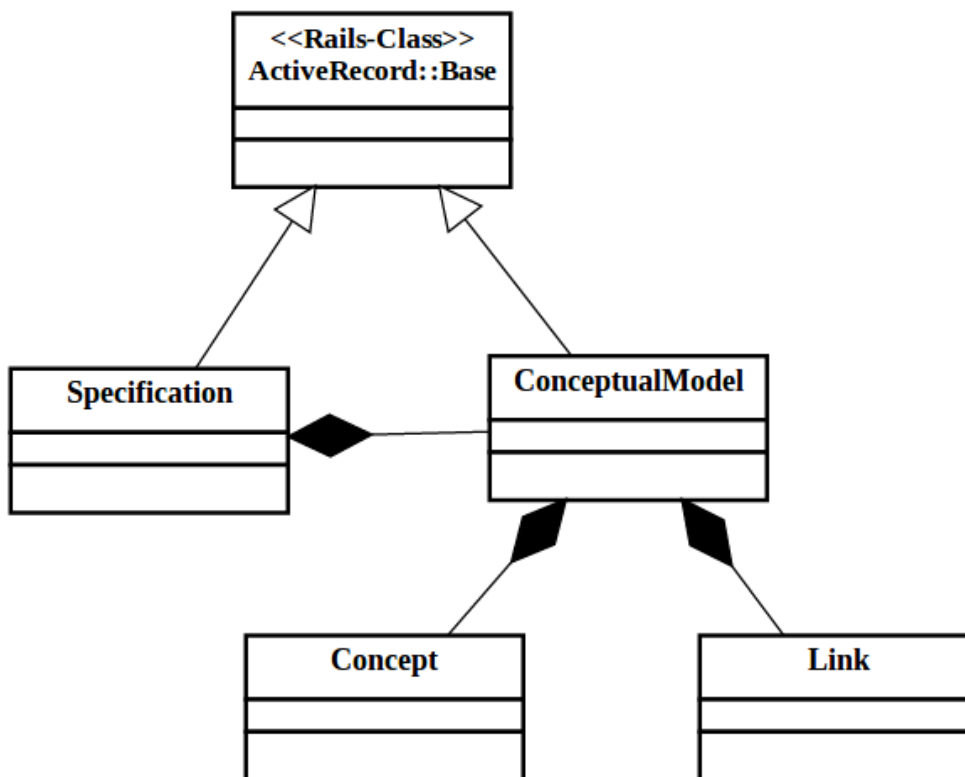 <<Rails-Class>>
ActiveRecord::Base
Specification
ConceptualModel
Concept
Link